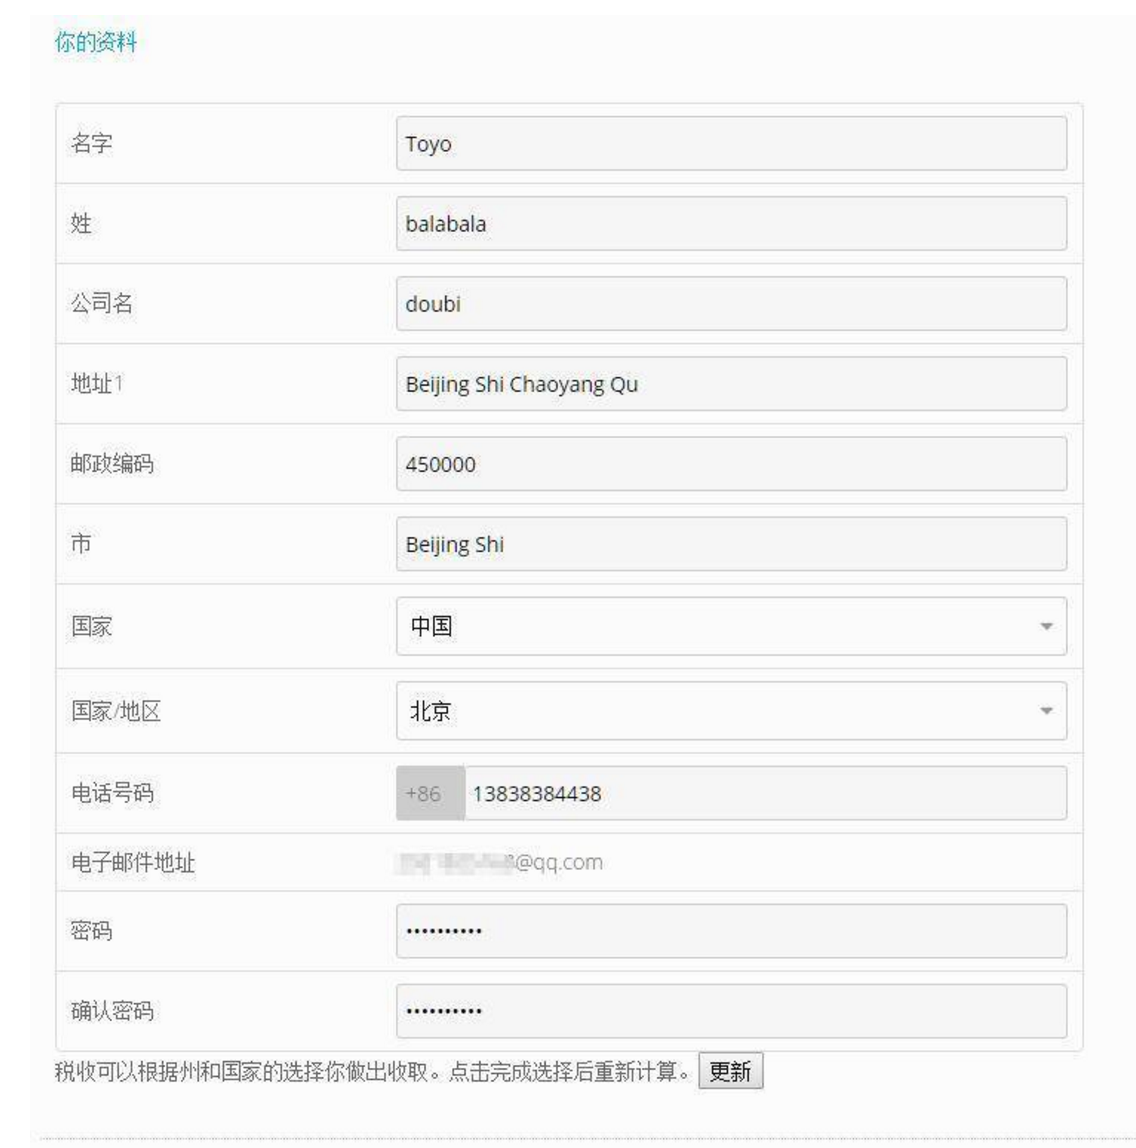 你的资料
名字 Toyo
姓 balabala
公司名 doubi
地址1 Beijing Shi Chaoyang Qu
邮政编码 450000
市 Beijing Shi
国家 中国
国家/地区 北京
电话号码 +86 13838384438
电子邮件地址 @qq.com
密码 ••••••••••
确认密码 ••••••••••
税收可以根据州和国家的选择你做出收取。点击完成选择后重新计算。 更新